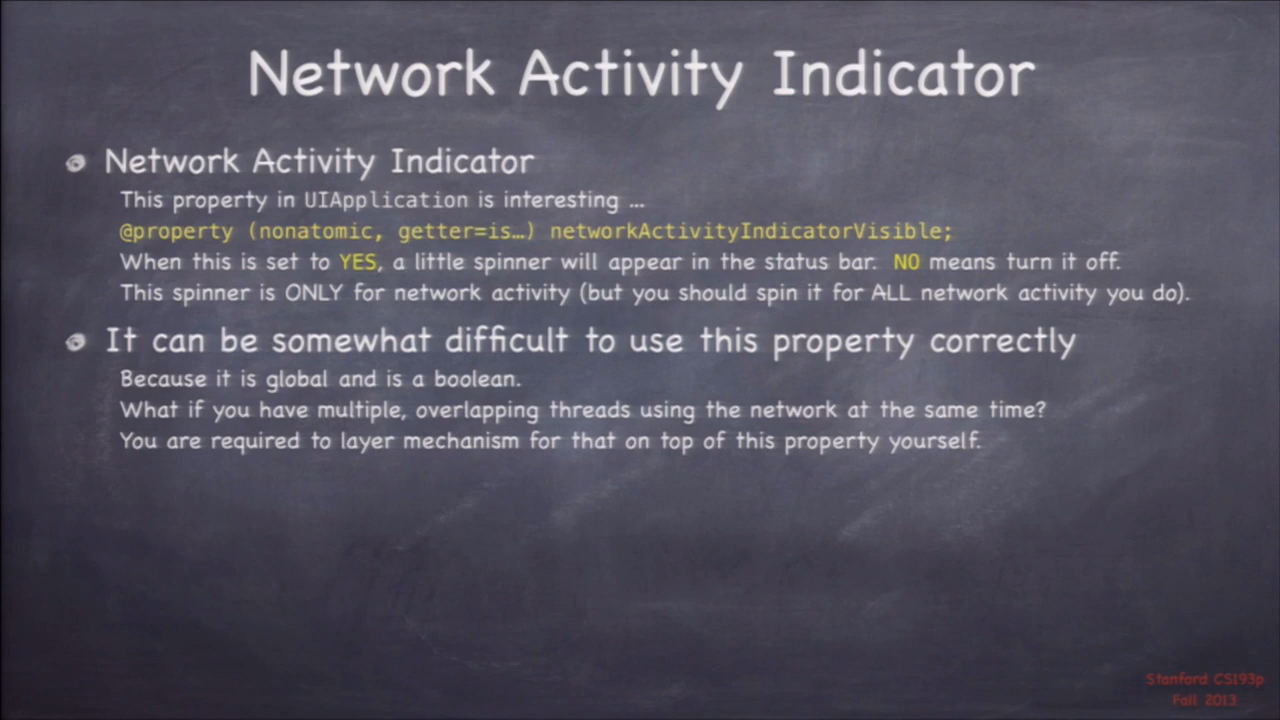 Network Activity Indicator
Network Activity Indicator
This property in UIApplication is interesting …
@property (nonatomic, getter=is…) networkActivityIndicatorVisible;
When this is set to YES, a little spinner will appear in the status bar. NO means turn it off.
This spinner is ONLY for network activity (but you should spin it for ALL network activity you do).
It can be somewhat difficult to use this property correctly
Because it is global and is a boolean.
What if you have multiple, overlapping threads using the network at the same time?
You are required to layer mechanism for that on top of this property yourself.
Stanford CS193p
Fall 2013